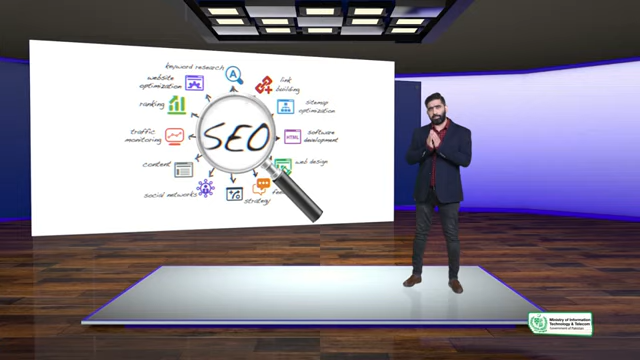 keyword research
website
optimization
link
building
ranking
sitemap
optimization
traffic
monitoring
SEO
HTML
software
development
content
web design
social networks
strategy
Ministry of Information
Technology & Telecom
Government of Pakistan